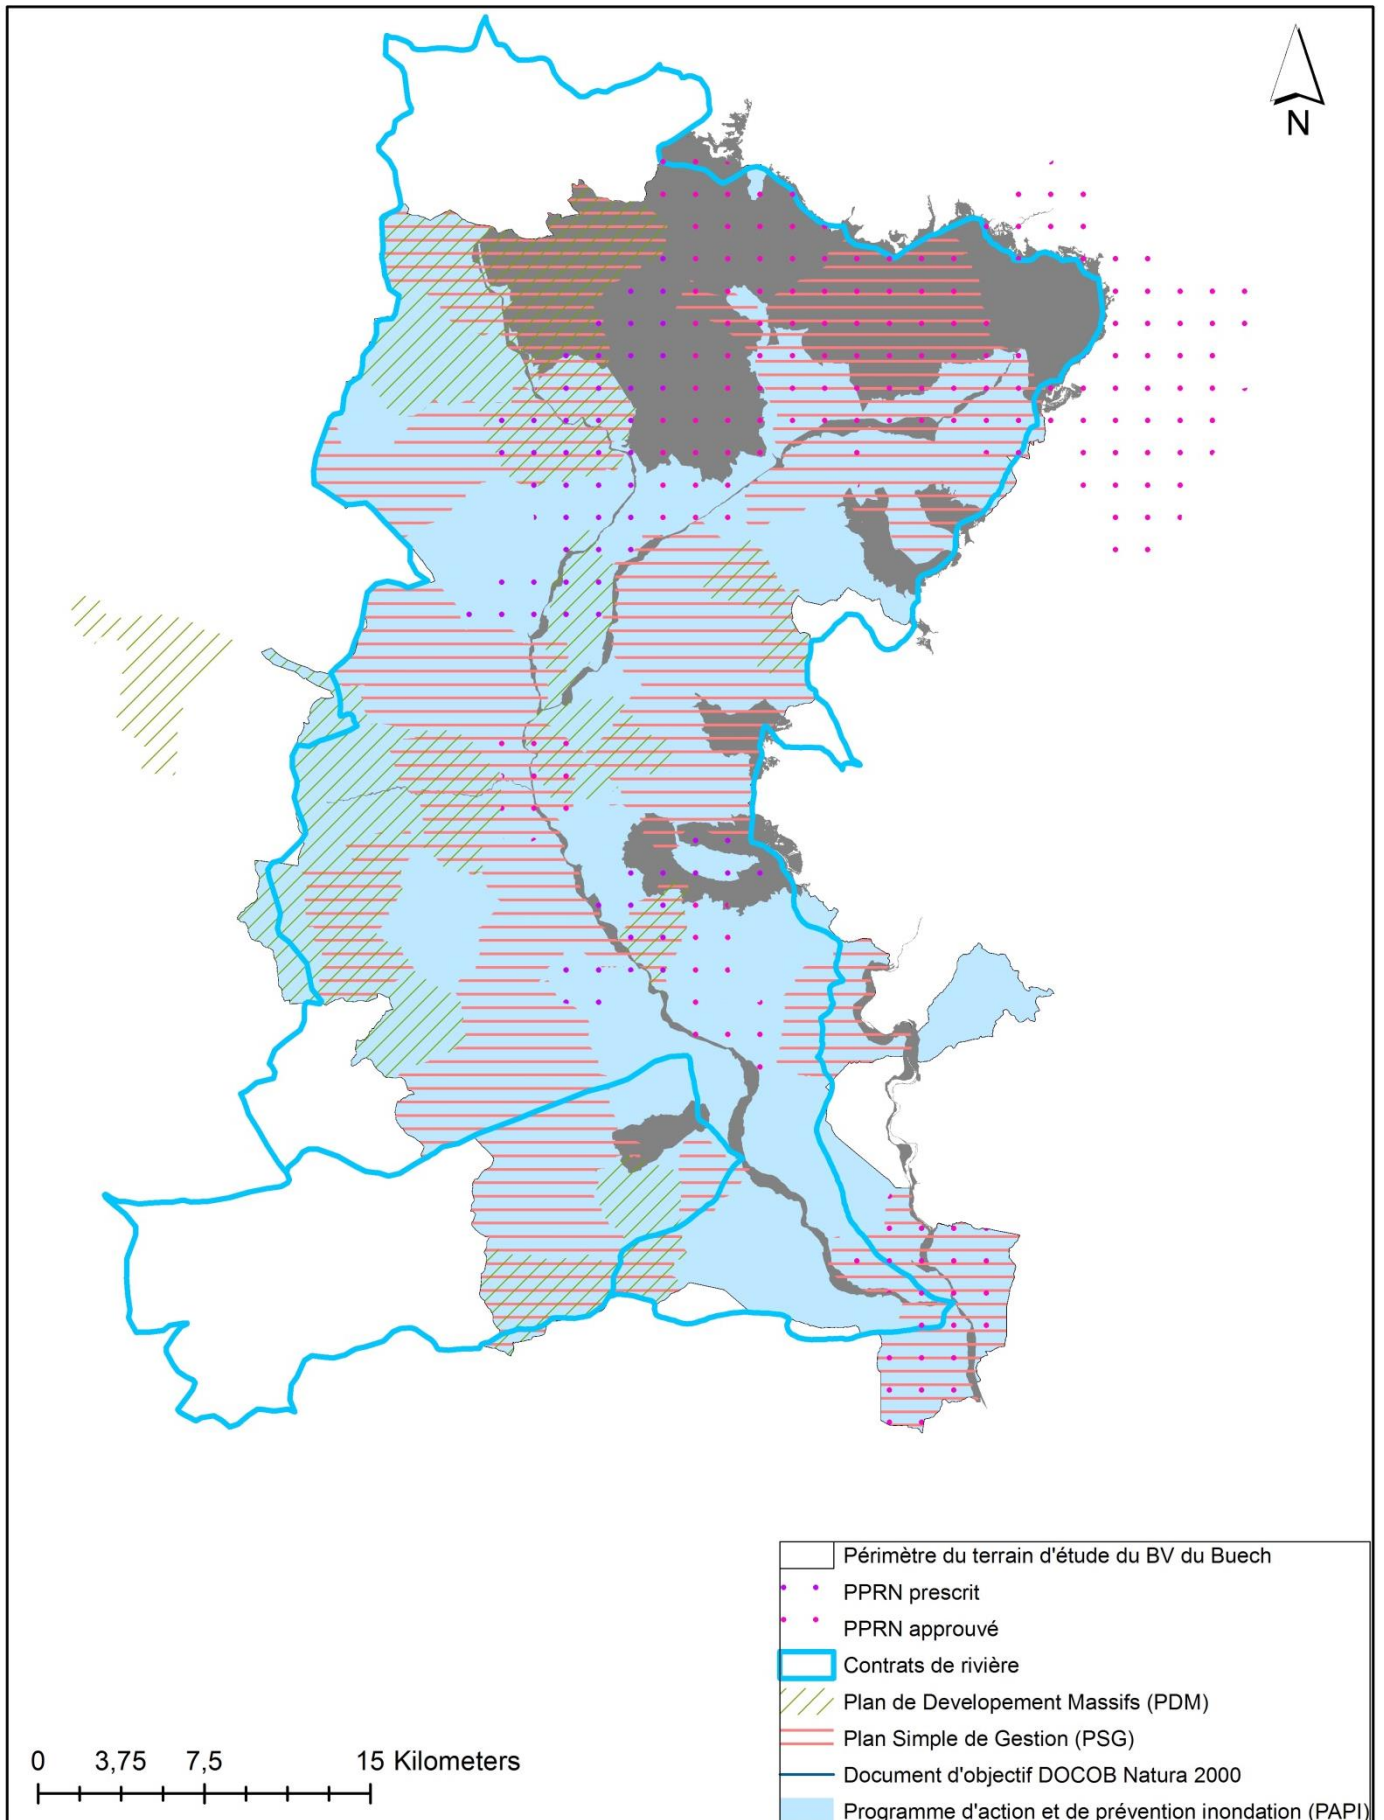 N
Périmètre du terrain d'étude du BV du Buech
PPRN prescrit
PPRN approuvé
Contrats de rivière
Plan de Developement Massifs (PDM)
Plan Simple de Gestion (PSG)
Document d'objectif DOCOB Natura 2000
Programme d'action et de prévention inondation (PAPI)
0 3,75 7,5 15 Kilometers